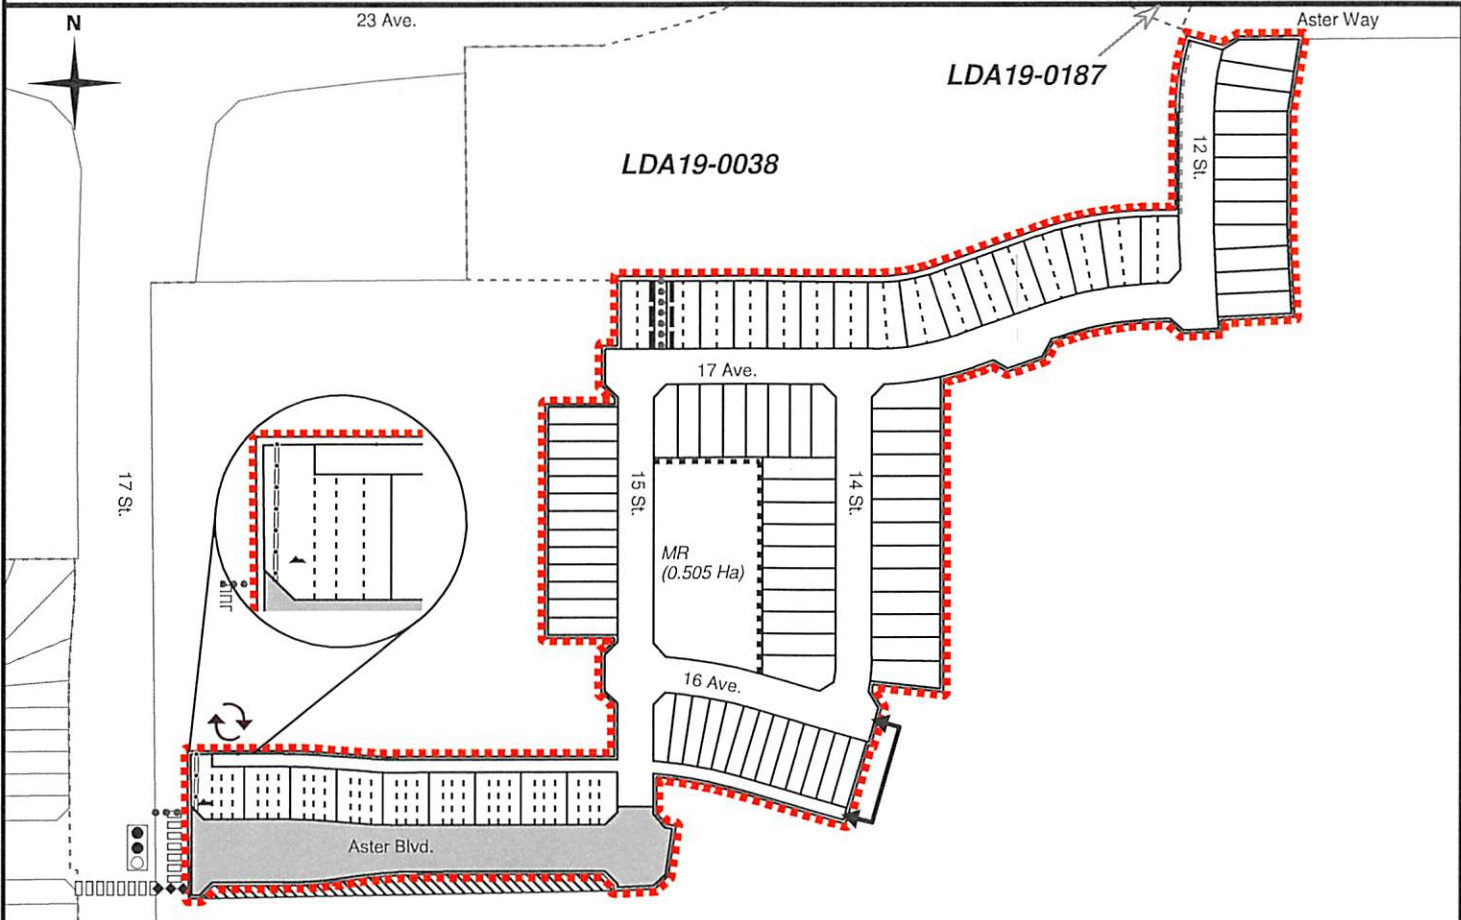 N
23 Ave.
Aster Way
LDA19-0187
12 St.
LDA19-0038
17 Ave.
17 St.
15 St.
14 St.
MR
(0.505 Ha)
16 Ave.
Aster Blvd.